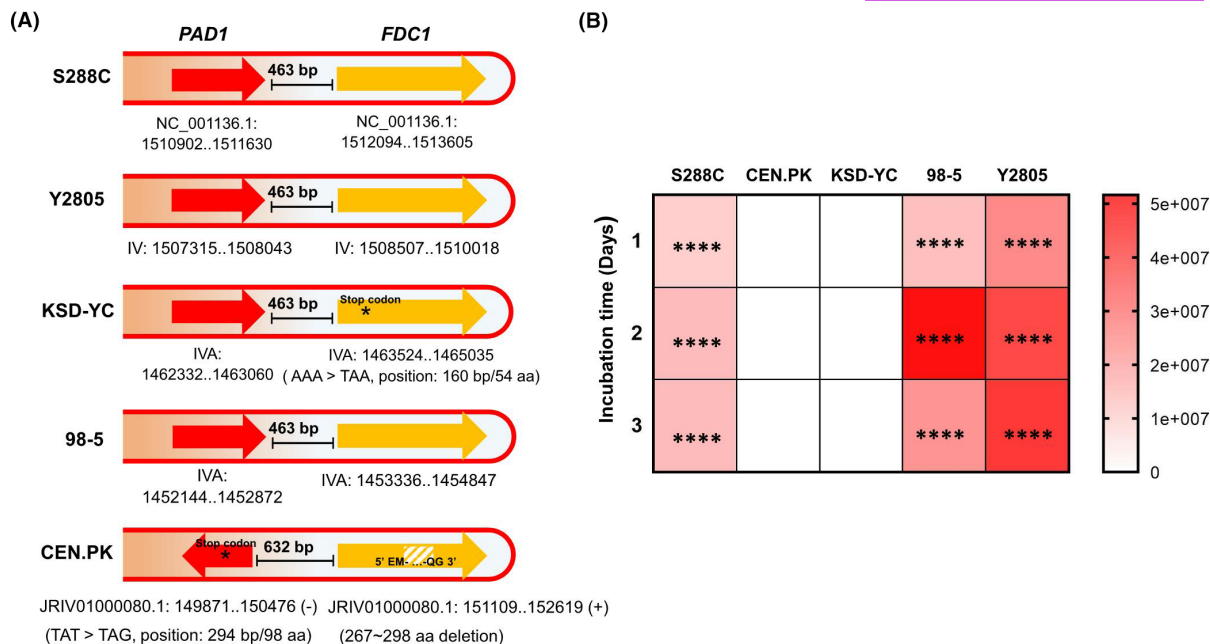 (A)
PAD1 FDC1
S288C
463 bp
NC_001136.1:
1510902..1511630
NC_001136.1:
1512094..1513605
Y2805
463 bp
IV: 1507315..1508043
IV: 1508507..1510018
KSD-YC
463 bp
Stop codon
*
IVA:
1462332..1463060
IVA: 1463524..1465035
( AAA > TAA, position: 160 bp/54 aa)
98-5
463 bp
IVA:
1452144..1452872
IVA: 1453336..1454847
CEN.PK
Stop codon
*
632 bp
5' EM- ...-QG 3'
JRIV01000080.1: 149871..150476 (-)
(TAT > TAG, position: 294 bp/98 aa)
JRIV01000080.1: 151109..152619 (+)
(267~298 aa deletion)
(B)
S288C CEN.PK KSD-YC 98-5 Y2805
Incubation time (Days)
1
**** **** ****
2
**** **** ****
3
**** **** ****
5e+007
4e+007
3e+007
2e+007
1e+007
0